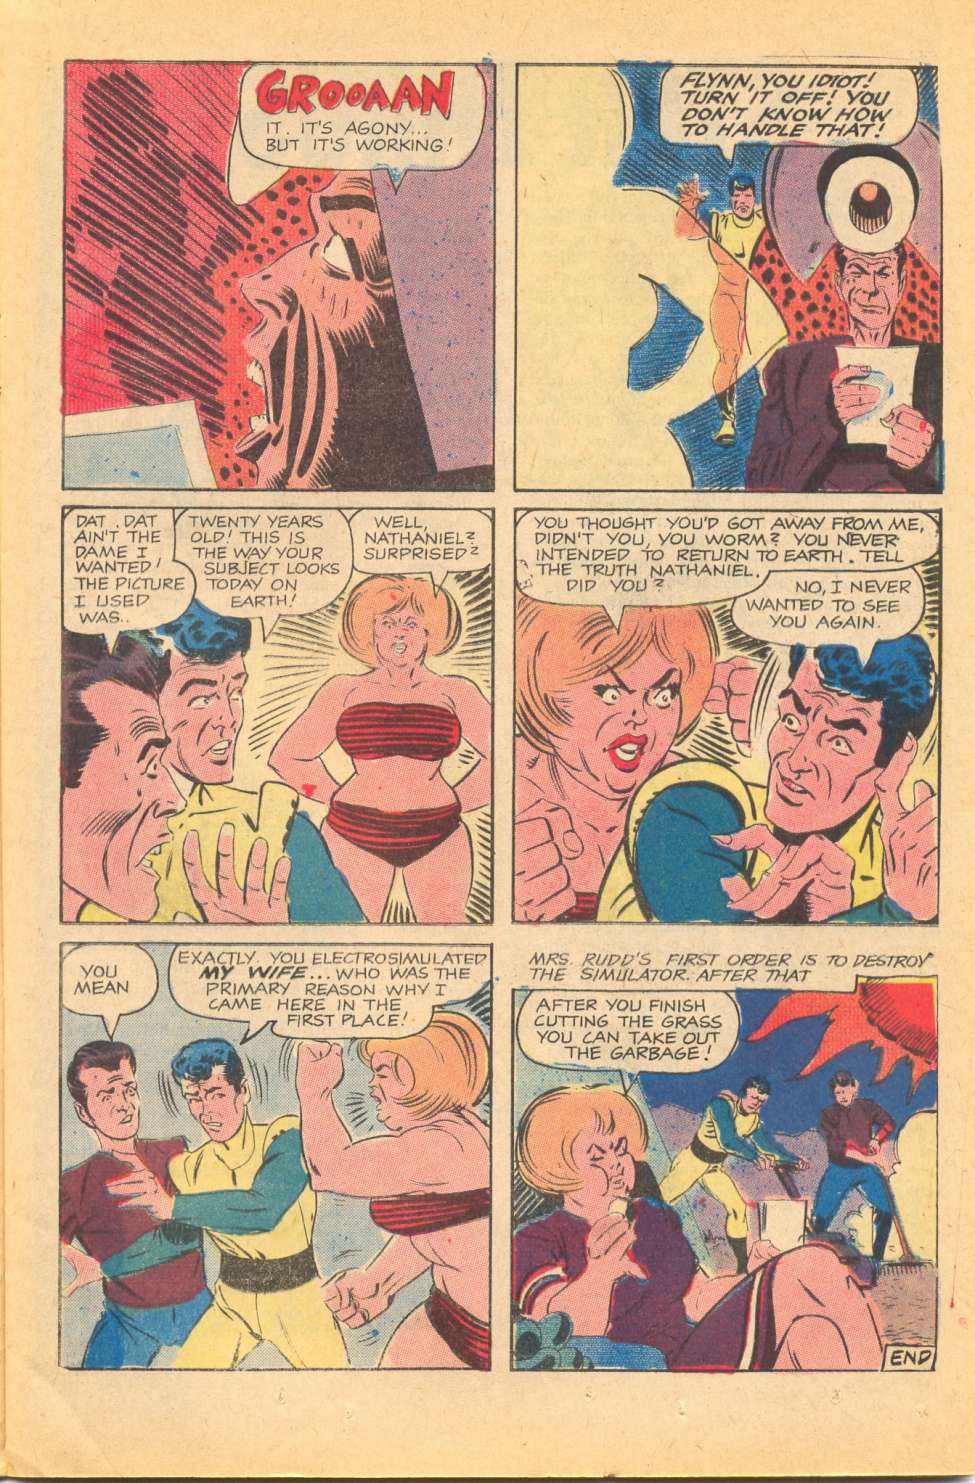 GROOAAN
IT. IT'S AGONY...
BUT IT'S WORKING!
FLYNN, YOU IDIOT!
TURN IT OFF! YOU
DON'T KNOW HOW
TO HANDLE THAT!
DAT. DAT
AIN'T THE
DAME I
WANTED!
THE PICTURE
I USED
WAS..
TWENTY YEARS
OLD! THIS IS
THE WAY YOUR
SUBJECT LOOKS
TODAY ON
EARTH!
WELL,
NATHANIEL?
SURPRISED?
YOU THOUGHT YOU'D GOT AWAY FROM ME,
DIDN'T YOU, YOU WORM? YOU NEVER
INTENDED TO RETURN TO EARTH. TELL
THE TRUTH NATHANIEL.
DID YOU?
NO, I NEVER
WANTED TO SEE
YOU AGAIN.
YOU
MEAN
EXACTLY. YOU ELECTROSIMULATED
MY WIFE... WHO WAS THE
PRIMARY REASON WHY I
CAME HERE IN THE
FIRST PLACE!
MRS. RUDD'S FIRST ORDER IS TO DESTROY
THE SIMULATOR. AFTER THAT
AFTER YOU FINISH
CUTTING THE GRASS
YOU CAN TAKE OUT
THE GARBAGE!
END